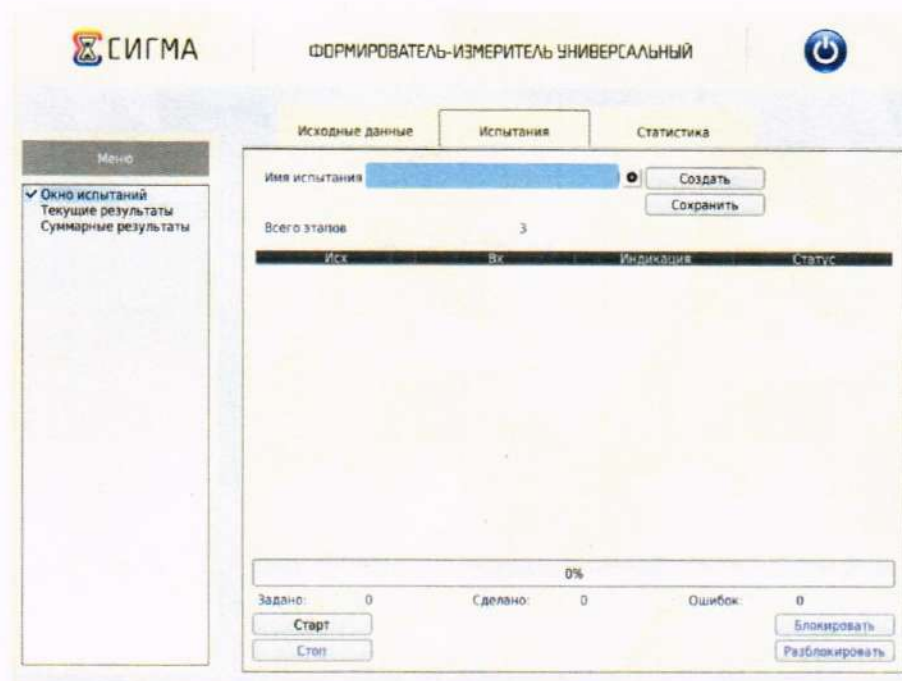 СИГМА
ФОРМИРОВАТЕЛЬ-ИЗМЕРИТЕЛЬ УНИВЕРСАЛЬНЫЙ
Исходные данные Испытания Статистика
Меню
Окно испытаний
Текущие результаты
Суммарные результаты
Имя испытания Создать
Сохранить
Всего этапов 3
Исх Вх Индикация Статус
0%
Задано: 0 Сделано: 0 Ошибок: 0
Старт Блокировать
Стоп Разблокировать